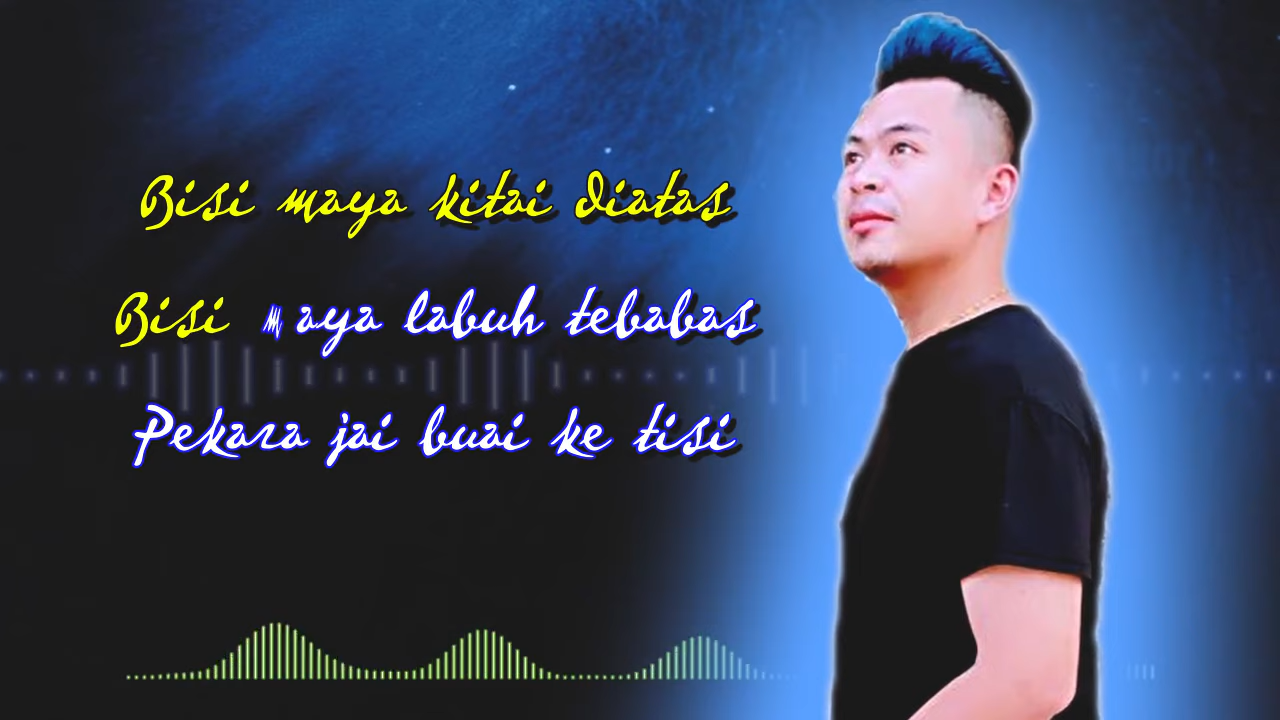 Bisi maya kitai diatas
Bisi maya labuh tebabas
Pekara jai buai ke tisi